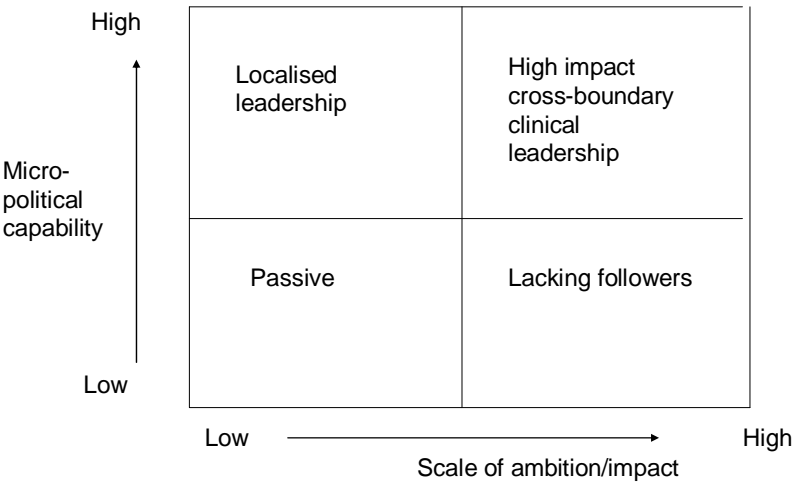 High
Localised
leadership
High impact
cross-boundary
clinical
leadership
Micro-
political
capability
Passive
Lacking followers
Low
Low
High
Scale of ambition/impact